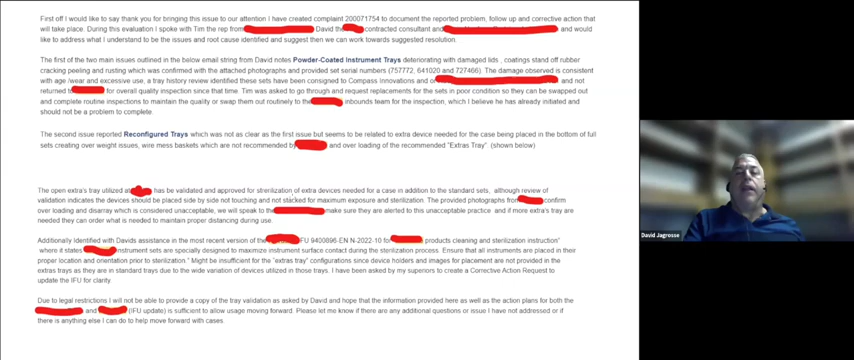 First off I would like to say thank you for bringing this issue to our attention I have created complaint 200071754 to document the reported problem, follow up and corrective action that
will take place. During this evaluation I spoke with Tim the rep from David the contracted consultant and and would
like to address what I understand to be the issues and root cause identified and suggest then we can work towards suggested resolution.
The first of the two main issues outlined in the below email string from David notes Powder-Coated Instrument Trays deteriorating with damaged lids, coatings stand off rubber
cracking peeling and rusting which was confirmed with the attached photographs and provided set serial numbers (757772, 641020 and 727466). The damage observed is consistent
with age /wear and excessive use, a tray history review identified these sets have been consigned to Compass Innovations and or and not
returned to for overall quality inspection since that time. Tim was asked to go through and request replacements for the sets in poor condition so they can be swapped out
and complete routine inspections to maintain the quality or swap them out routinely to the inbounds team for the inspection, which I believe he has already initiated and
should not be a problem to complete.
The second issue reported Reconfigured Trays which was not as clear as the first issue but seems to be related to extra device needed for the case being placed in the bottom of full
sets creating over weight issues, wire mess baskets which are not recommended by and over loading of the recommended "Extras Tray". (shown below)
The open extra's tray utilized at has been validated and approved for strerilization of extra devices needed for a case in addition to the standard sets, although review of
validation indicates the devices should be placed side by side not touching and not stacked for maximum exposure and sterilization. The provided photographs from confirm
over loading and disarray which is considered unacceptable, we will speak to the make sure they are alerted to this unacceptable practice and if more extra's tray are
needed they can order what is needed to maintain proper distancing during use.
Additionally Identified with Davids assistance in the most recent version of the IFU 9400896-EN N-2022-10 for products cleaning and sterilization instruction"
where it states instrument sets are specially designed to maximize instrument surface contact during the sterilization process. Ensure that all instruments are placed in their
proper location and orientation prior to sterilization." Might be insufficient for the "extras tray" configurations since device holders and images for placement are not provided in the
extras tray as they are in standard trays due to the wide variation of devices utilized in those trays. I have been asked by my superiors to create a Corrective Action Request to
update the IFU for clarity.
Due to legal restrictions I will not be able to provide a copy of the tray validation as asked by David and hope that the information provided here as well as the action plans for both the
and (IFU update) is sufficient to allow usage moving forward. Please let me know if there are any additional questions or issue I have not addressed or if
there is anything else I can do to help move forward with cases.
David Jagrosse